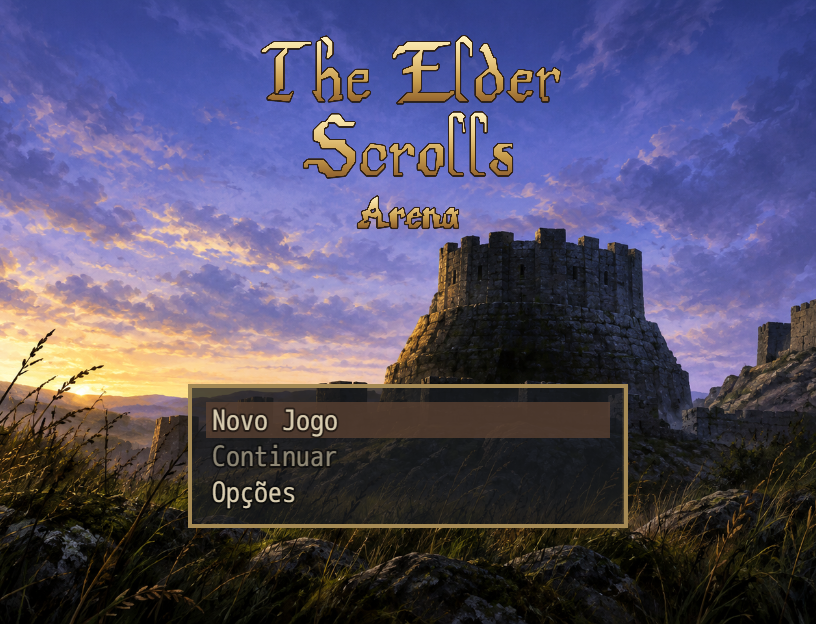 The Elder
Scrolls
Arena
Novo Jogo
Continuar
Opções